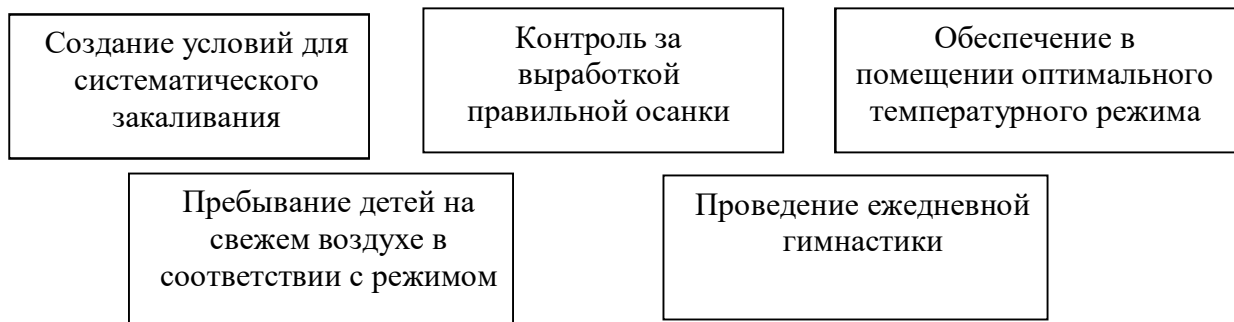 Создание условий для
систематического
закаливания
Контроль за
выработкой
правильной осанки
Обеспечение в
помещении оптимального
температурного режима
Пребывание детей на
свежем воздухе в
соответствии с режимом
Проведение ежедневной
гимнастики